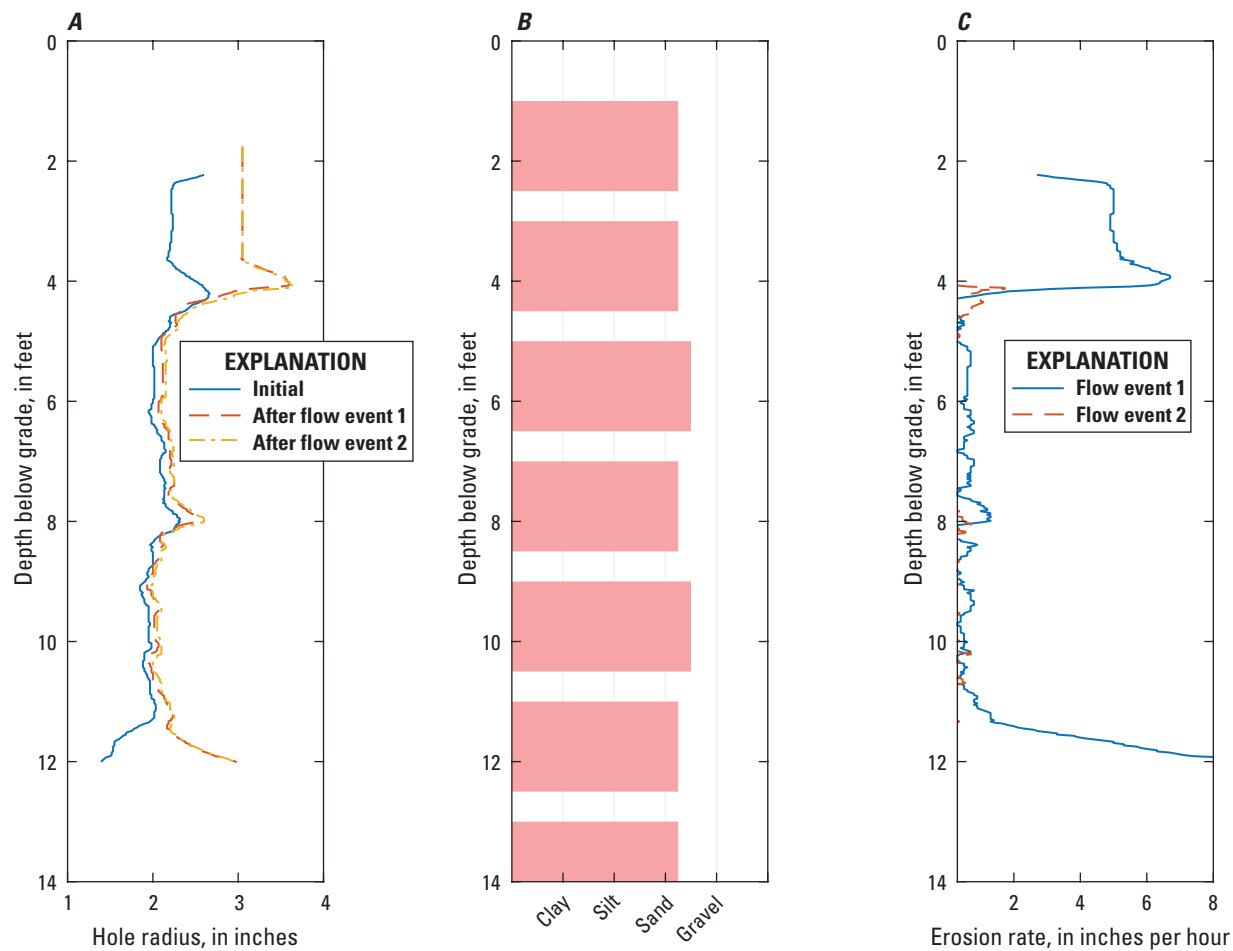 A
0
2
4
6
8
10
12
14
1
2
3
4
Depth below grade, in feet
Hole radius, in inches
EXPLANATION
Initial
After flow event 1
After flow event 2
B
0
2
4
6
8
10
12
14
Depth below grade, in feet
Clay
Silt
Sand
Gravel
C
0
2
4
6
8
10
12
14
2
4
6
8
Depth below grade, in feet
Erosion rate, in inches per hour
EXPLANATION
Flow event 1
Flow event 2